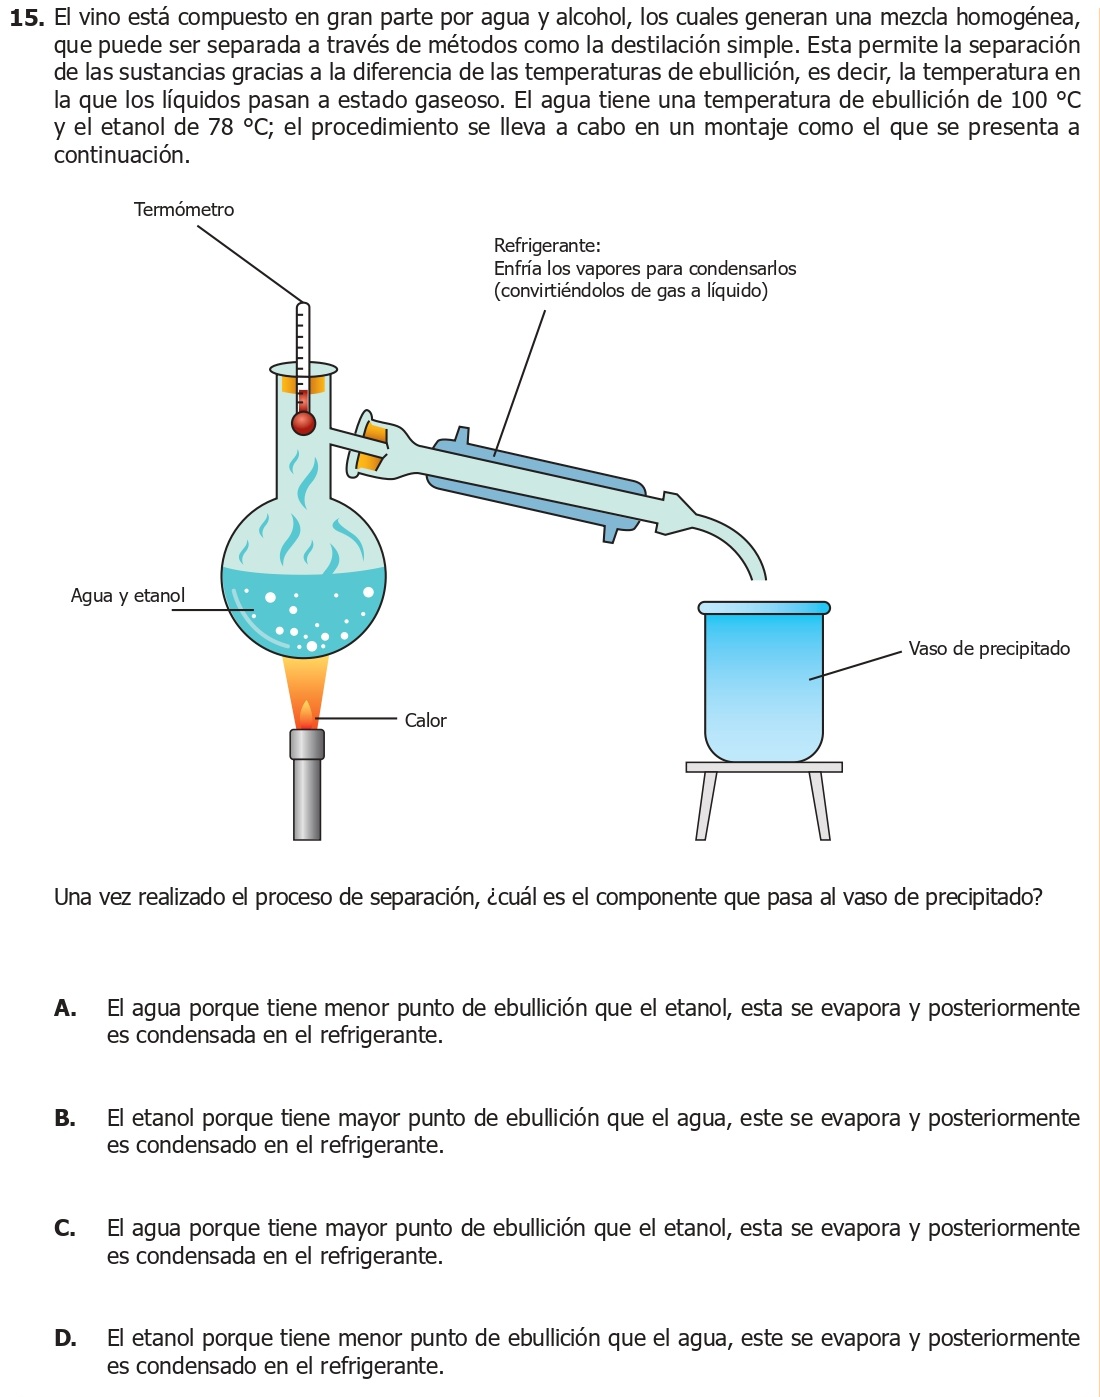 15. El vino está compuesto en gran parte por agua y alcohol, los cuales generan una mezcla homogénea,
que puede ser separada a través de métodos como la destilación simple. Esta permite la separación
de las sustancias gracias a la diferencia de las temperaturas de ebullición, es decir, la temperatura en
la que los líquidos pasan a estado gaseoso. El agua tiene una temperatura de ebullición de 100 °C
y el etanol de 78 °C; el procedimiento se lleva a cabo en un montaje como el que se presenta a
continuación.
Termómetro
Refrigerante:
Enfría los vapores para condensarlos
(convirtiéndolos de gas a líquido)
Agua y etanol
Vaso de precipitado
Calor
Una vez realizado el proceso de separación, ¿cuál es el componente que pasa al vaso de precipitado?
A. El agua porque tiene menor punto de ebullición que el etanol, esta se evapora y posteriormente
es condensada en el refrigerante.
B. El etanol porque tiene mayor punto de ebullición que el agua, este se evapora y posteriormente
es condensado en el refrigerante.
C. El agua porque tiene mayor punto de ebullición que el etanol, esta se evapora y posteriormente
es condensada en el refrigerante.
D. El etanol porque tiene menor punto de ebullición que el agua, este se evapora y posteriormente
es condensado en el refrigerante.